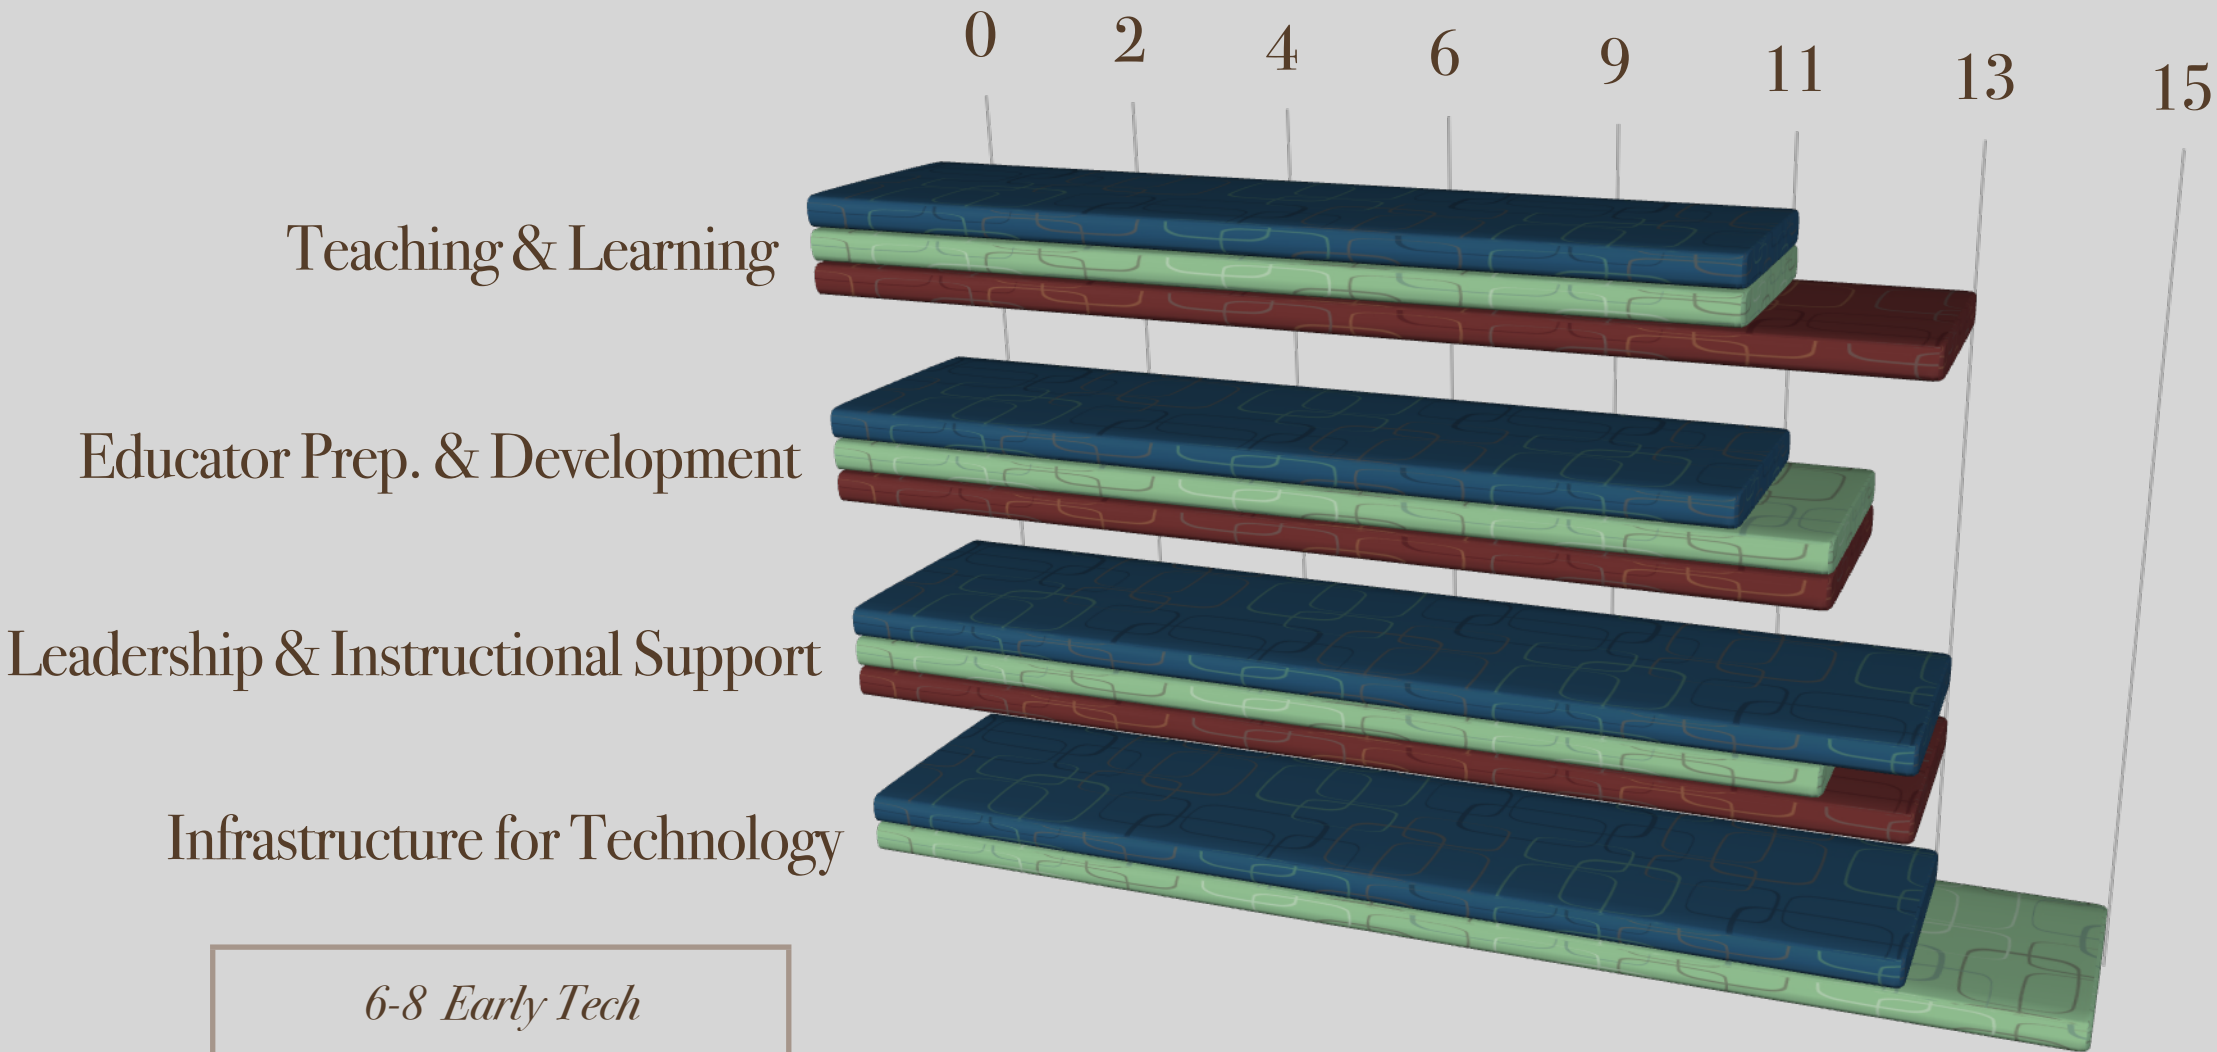 0 2 4 6 9 11 13 15
Teaching & Learning
Educator Prep. & Development
Leadership & Instructional Support
Infrastructure for Technology
6-8 Early Tech